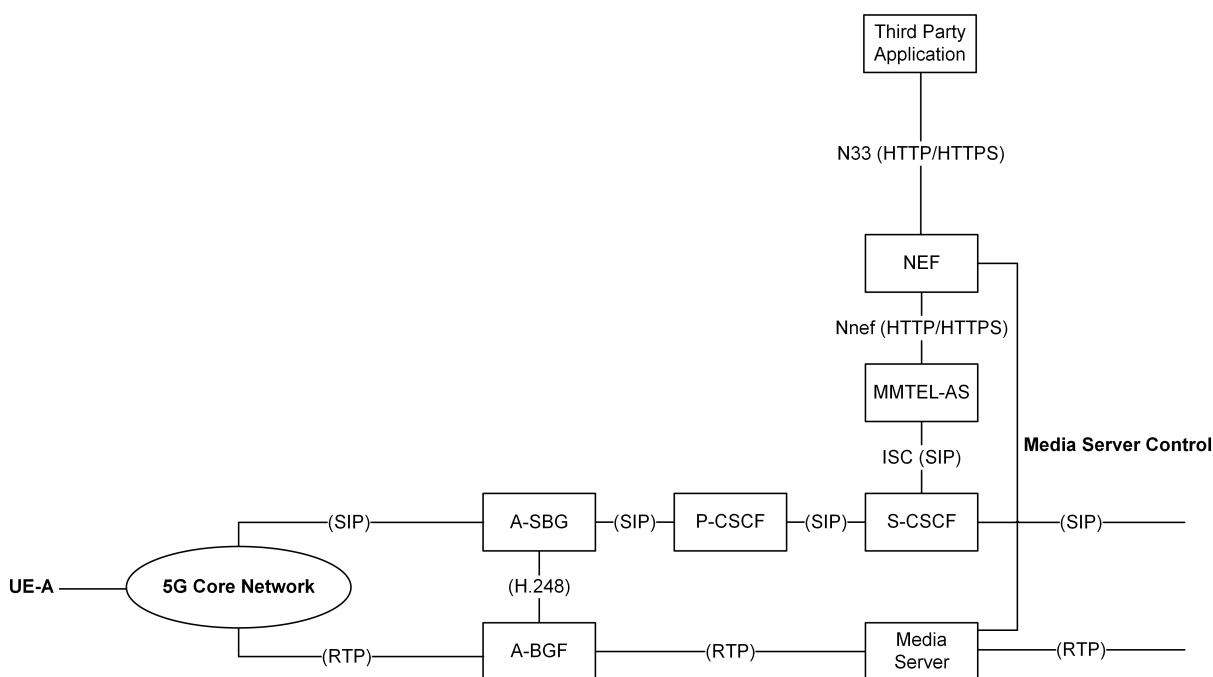 Third Party
Application
N33 (HTTP/HTTPS)
NEF
Nnef (HTTP/HTTPS)
MMTEL-AS
Media Server Control
ISC (SIP)
(SIP)
A-SBG
(SIP)
P-CSCF
(SIP)
S-CSCF
(SIP)
UE-A
5G Core Network
(H.248)
(RTP)
A-BGF
(RTP)
Media
Server
(RTP)